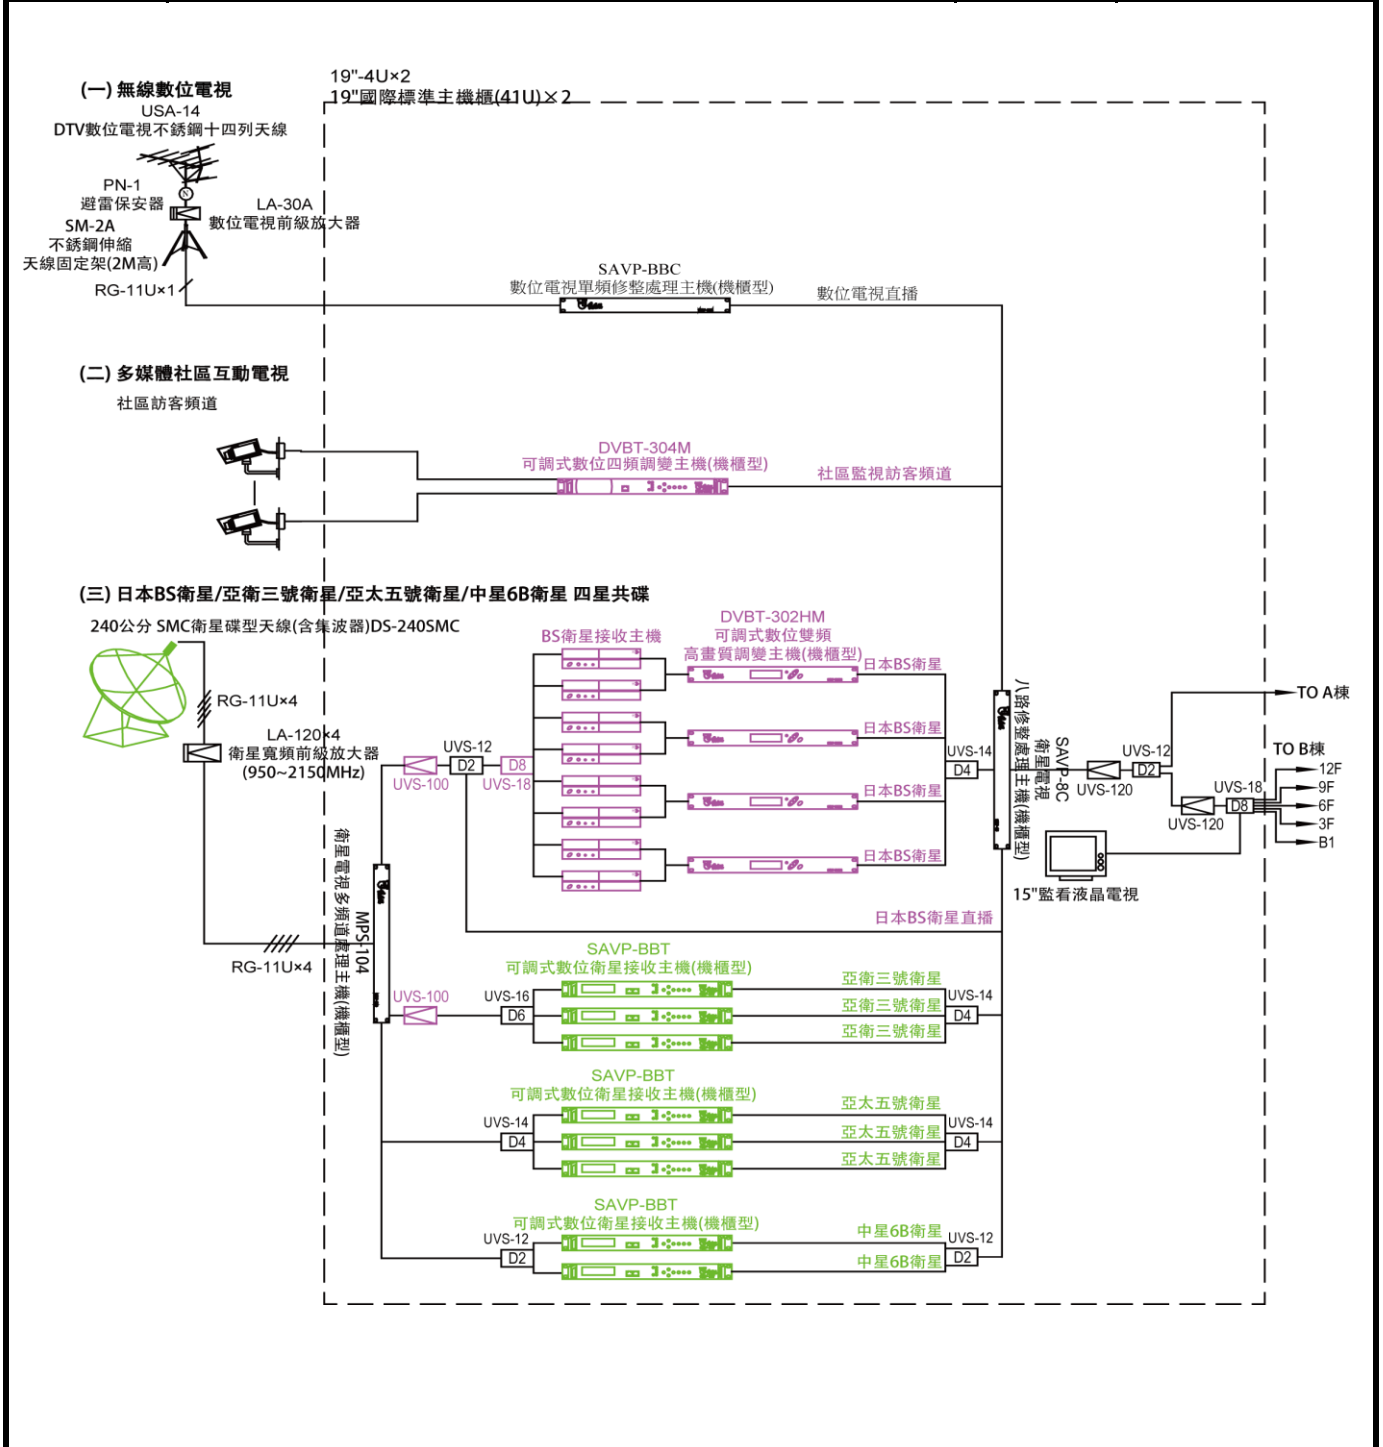 19"-4U×2
19"國際標準主機櫃(41U)×2
(一) 無線數位電視
USA-14
DTV數位電視不銹鋼十四列天線
PN-1
避雷保安器
N
LA-30A
數位電視前級放大器
SM-2A
不銹鋼伸縮
天線固定架(2M高)
RG-11U×1
SAVP-BBC
數位電視單頻修整處理主機(機櫃型)
數位電視直播
(二) 多媒體社區互動電視
社區訪客頻道
DVBT-304M
可調式數位四頻調變主機(機櫃型)
社區監視訪客頻道
(三) 日本BS衛星/亞衛三號衛星/亞太五號衛星/中星6B衛星 四星共碟
240公分 SMC衛星碟型天線(含集波器)DS-240SMC
RG-11U×4
LA-120×4
衛星寬頻前級放大器
(950~2150MHz)
RG-11U×4
衛星電視多頻道處理主機(機櫃型)
MPS-104
UVS-100
UVS-12
D2
D8
UVS-18
BS衛星接收主機
DVBT-302HM
可調式數位雙頻
高畫質調變主機(機櫃型)
日本BS衛星
日本BS衛星
日本BS衛星
日本BS衛星
UVS-14
D4
日本BS衛星直播
八路修整處理主機(機櫃型)
衛星電視
SAVP-8C
UVS-120
UVS-12
D2
TO A棟
TO B棟
UVS-120
UVS-18
D8
12F
9F
6F
3F
B1
15"監看液晶電視
UVS-100
UVS-16
D6
SAVP-BBT
可調式數位衛星接收主機(機櫃型)
亞衛三號衛星
亞衛三號衛星
亞衛三號衛星
UVS-14
D4
UVS-14
D4
SAVP-BBT
可調式數位衛星接收主機(機櫃型)
亞太五號衛星
亞太五號衛星
亞太五號衛星
UVS-14
D4
UVS-12
D2
SAVP-BBT
可調式數位衛星接收主機(機櫃型)
中星6B衛星
中星6B衛星
UVS-12
D2